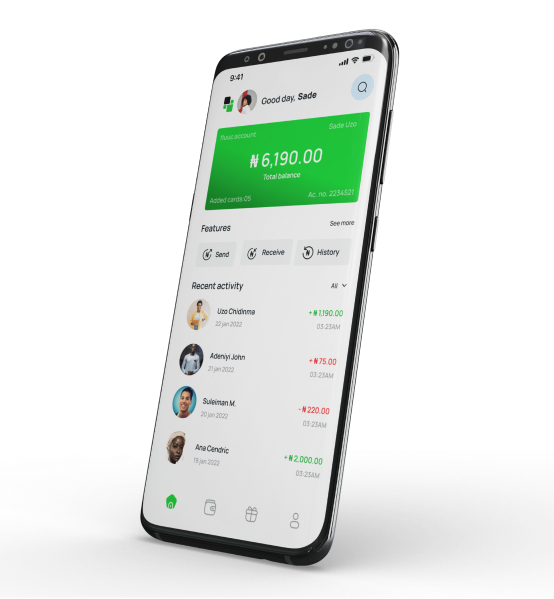 9:41
Good day, Sade
Sade Uzo
₦ 6,190.00
Total balance
Added cards:05
Ac. no. 2234521
Features
See more
Send
Receive
History
Recent activity
All
Uzo Chidinma
+₦1,190.00
22 jan 2022
03:23AM
Adeniyi John
+₦75.00
21 jan 2022
03:23AM
Suleiman M.
-₦220.00
20 jan 2022
03:23AM
Ana Cendric
+₦2,000.00
19 jan 2022
03:23AM